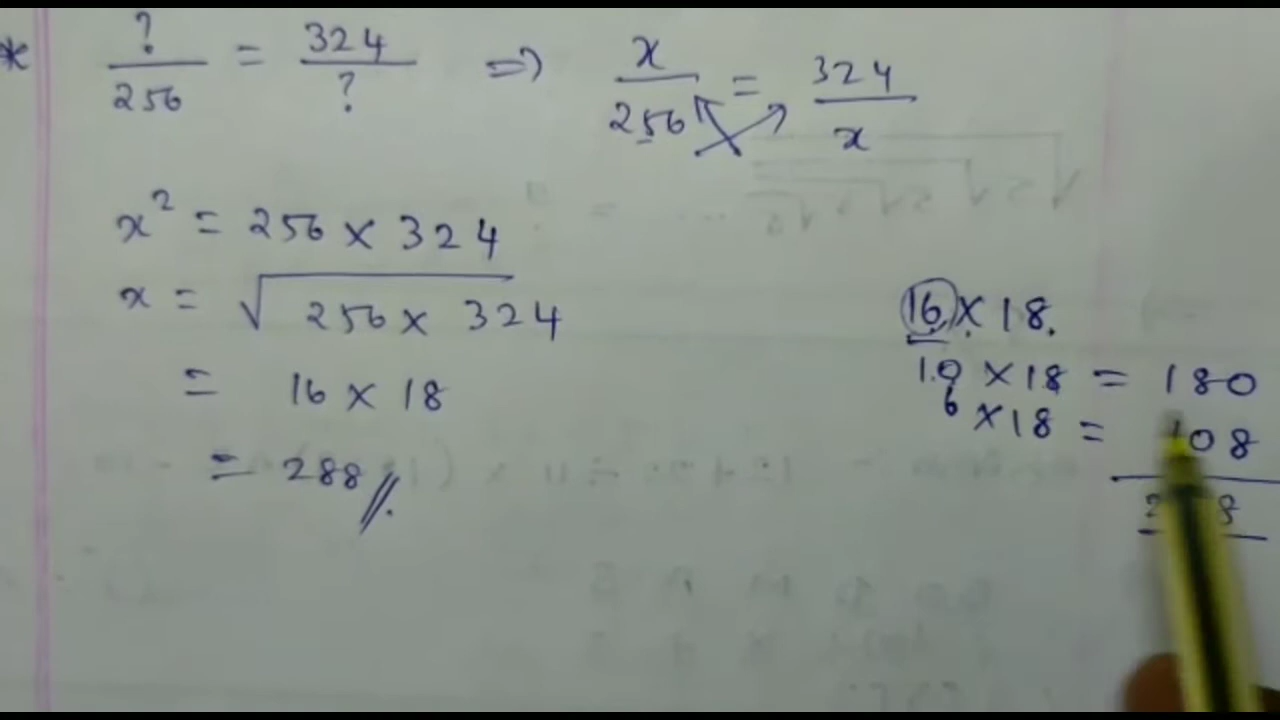 * ?/256 = 324/? => x/256 = 324/x
x² = 256 × 324
x = √256 × 324
= 16 × 18
= 288 //.
16 × 18.
10 × 18 = 180
6 × 18 = 108